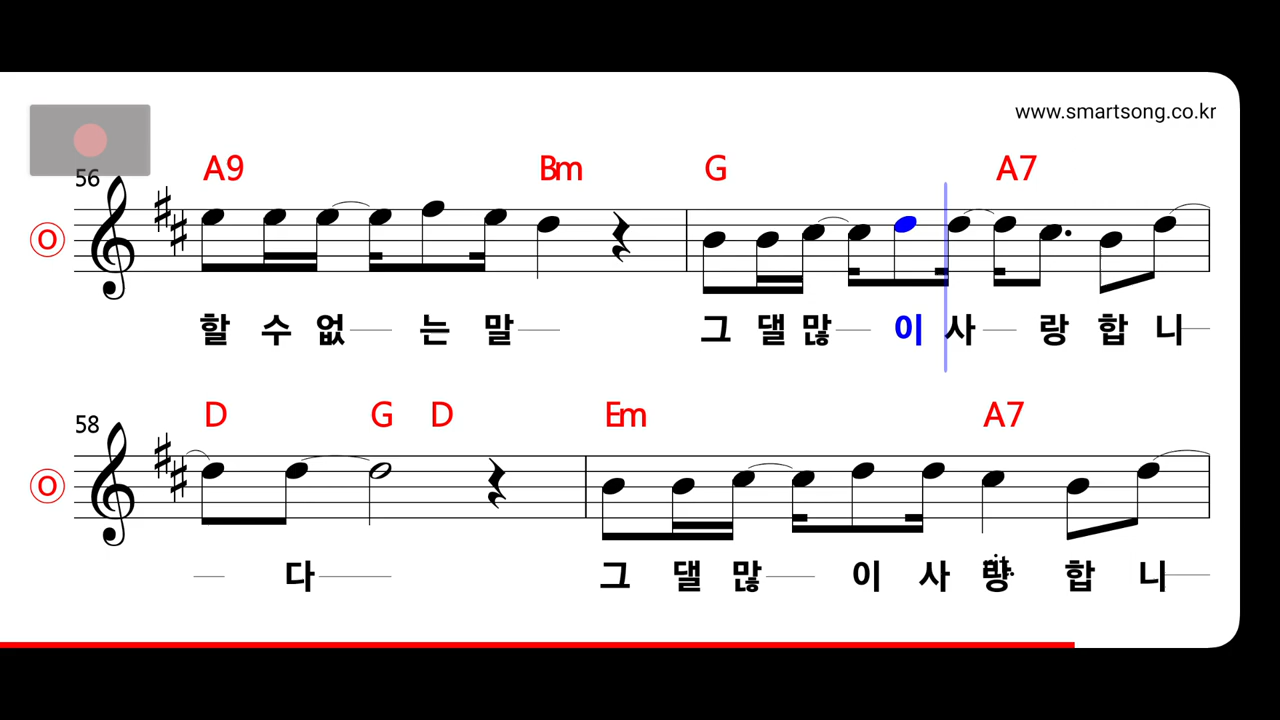 www.smartsong.co.kr
56
A9 Bm G A7
O
할 수 없 는 말 그 댈 많 이 사 랑 합 니
58
D G D Em A7
O
다 그 댈 많 이 사 합 니